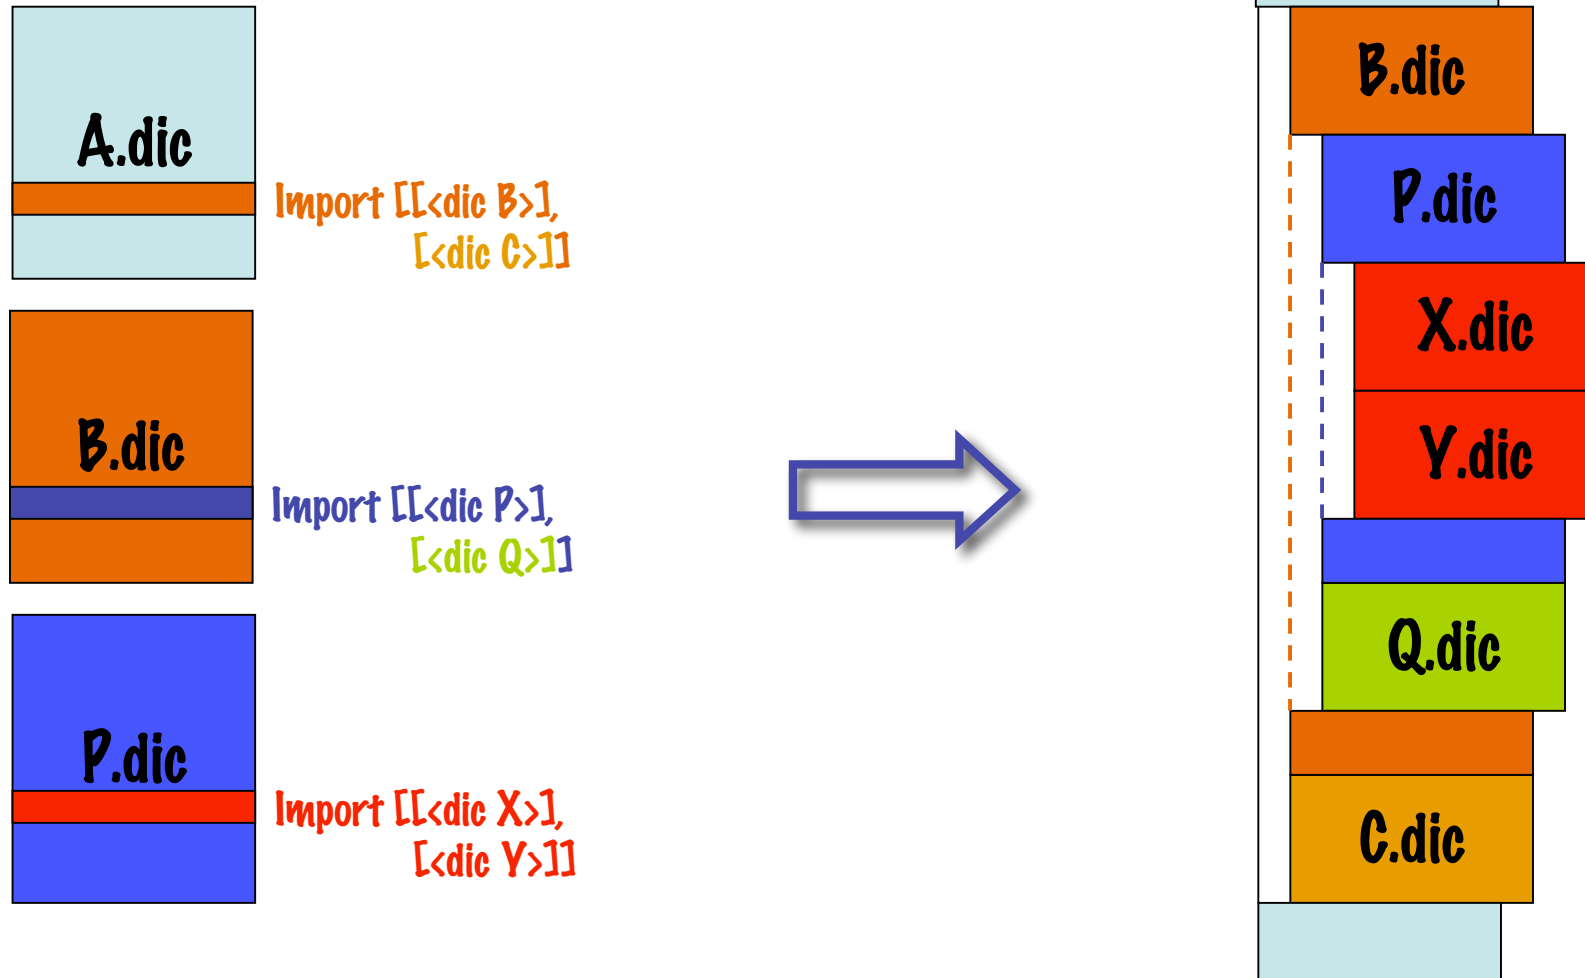 A.dic
Import [[<dic B>],
[<dic C>]]
B.dic
Import [[<dic P>],
[<dic Q>]]
P.dic
Import [[<dic X>],
[<dic Y>]]
B.dic
P.dic
X.dic
Y.dic
Q.dic
C.dic